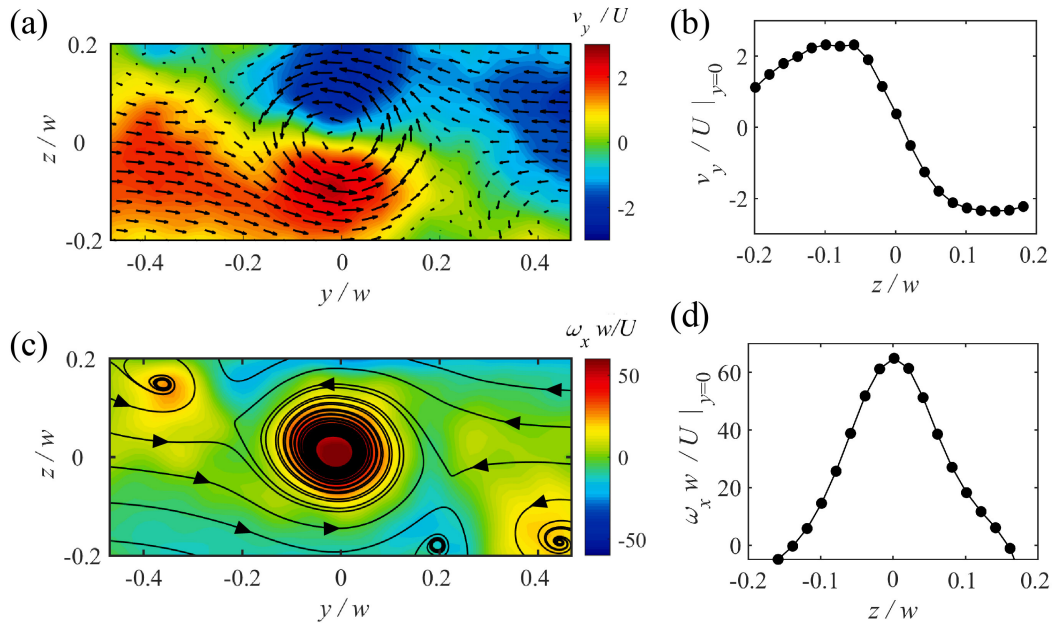 (a)
v_y / U
0.2
0
-0.2
z / w
-0.4
-0.2
0
0.2
0.4
y / w
2
0
-2
(b)
2
0
-2
v_y / U |_{y=0}
-0.2
-0.1
0
0.1
0.2
z / w
(c)
ω_x w/U
0.2
0
-0.2
z / w
-0.4
-0.2
0
0.2
0.4
y / w
50
0
-50
(d)
60
40
20
0
ω_x w / U |_{y=0}
-0.2
-0.1
0
0.1
0.2
z / w